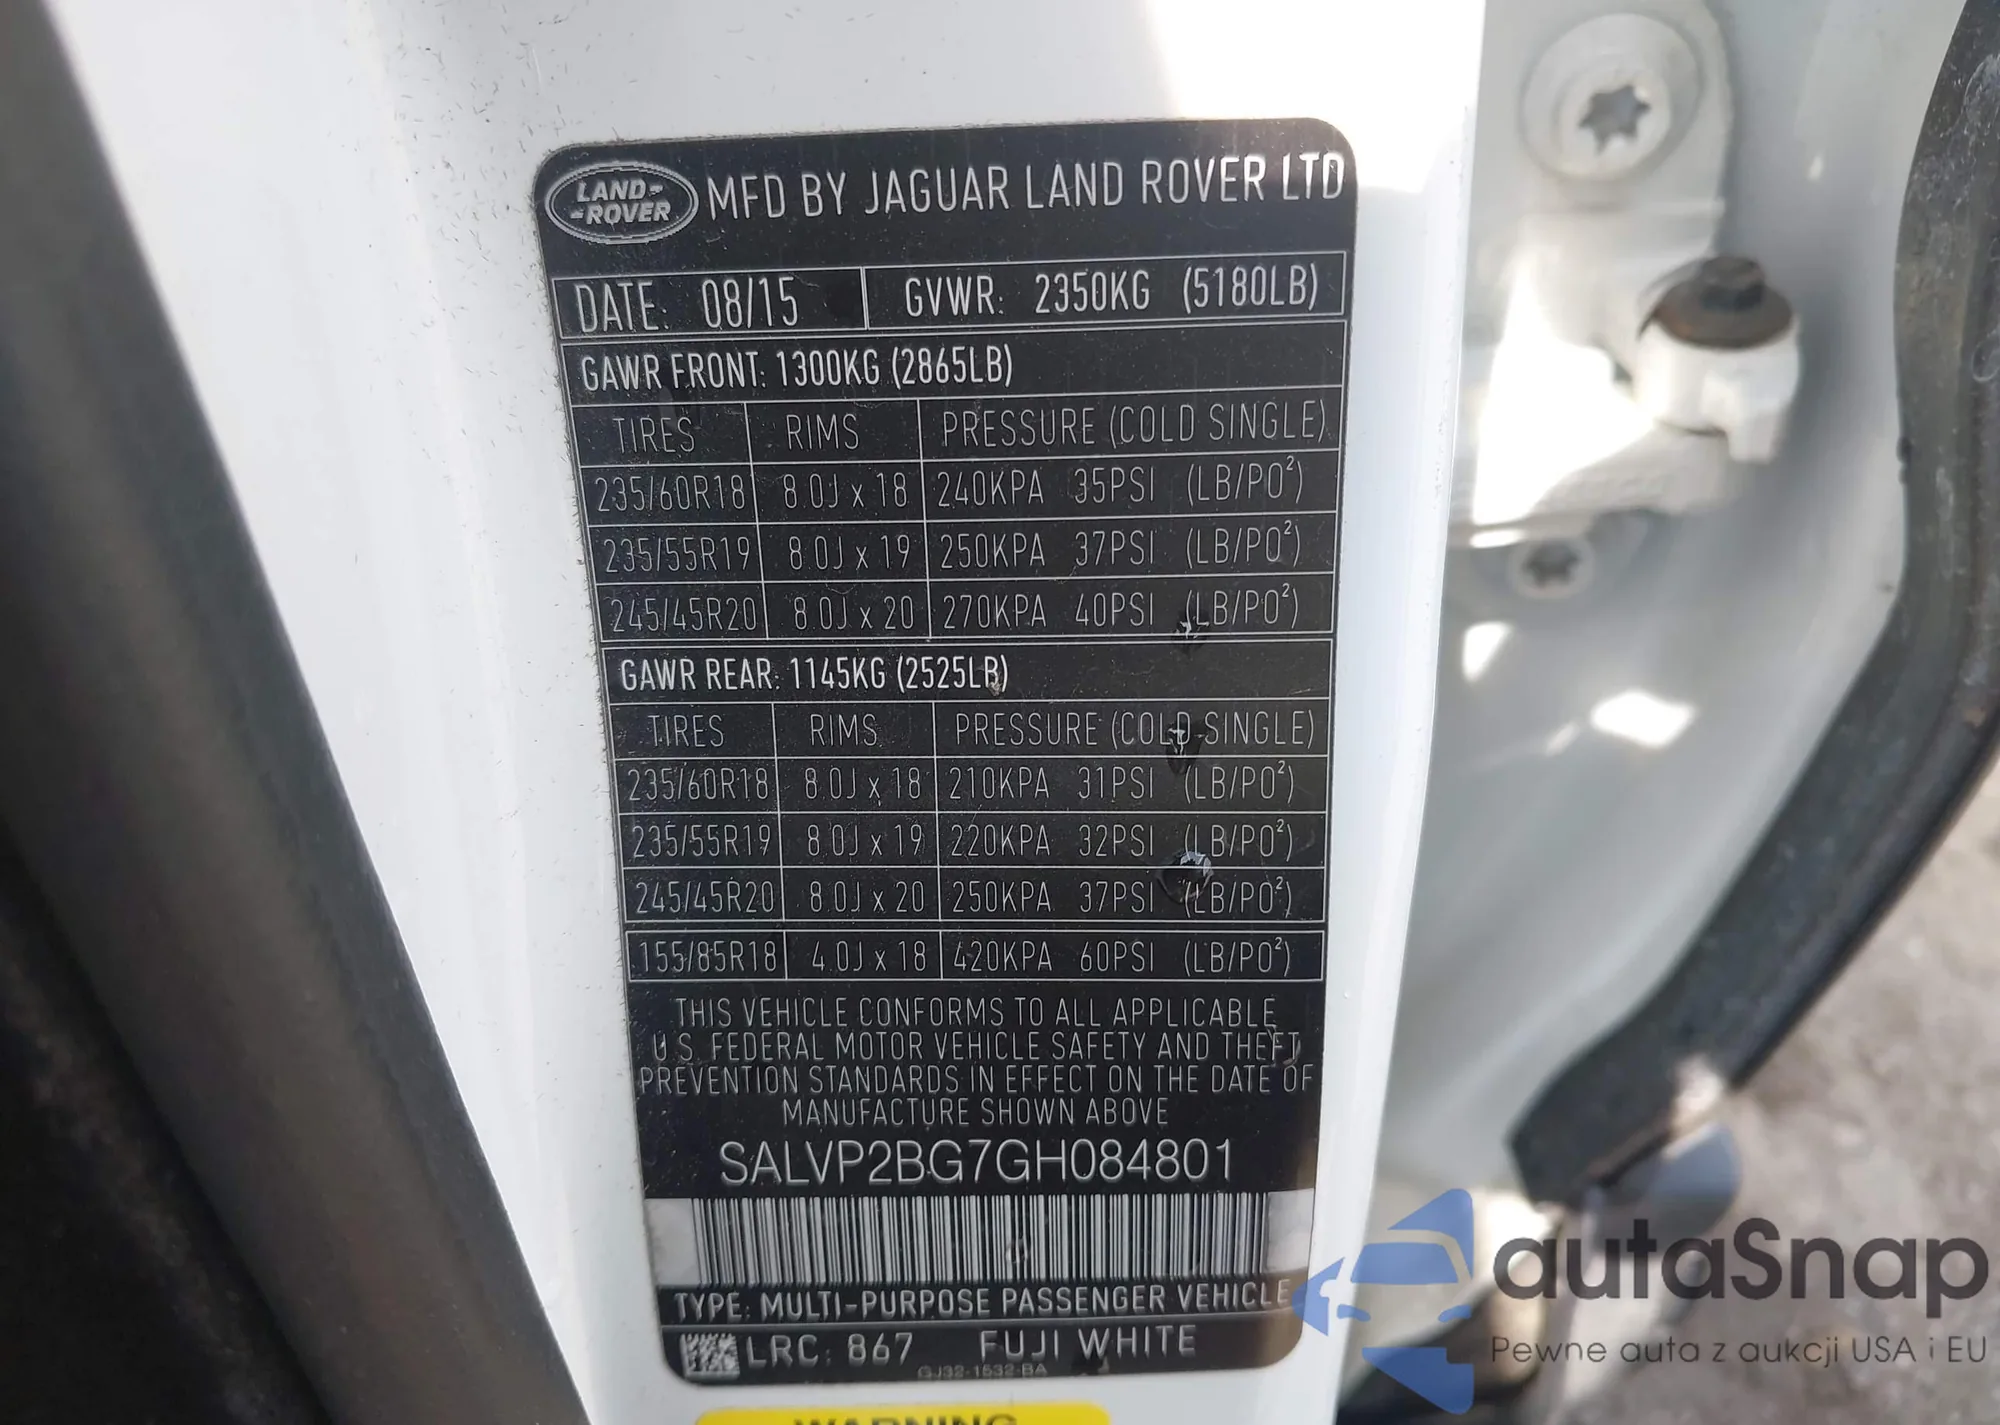 LAND-
-ROVER
MFD BY JAGUAR LAND ROVER LTD
DATE: 08/15 GVWR: 2350KG (5180LB)
GAWR FRONT: 1300KG (2865LB)
TIRES RIMS PRESSURE (COLD SINGLE)
235/60R18 8.0J x 18 240KPA 35PSI (LB/PO²)
235/55R19 8.0J x 19 250KPA 37PSI (LB/PO²)
245/45R20 8.0J x 20 270KPA 40PSI (LB/PO²)
GAWR REAR: 1145KG (2525LB)
TIRES RIMS PRESSURE (COLD SINGLE)
235/60R18 8.0J x 18 210KPA 31PSI (LB/PO²)
235/55R19 8.0J x 19 220KPA 32PSI (LB/PO²)
245/45R20 8.0J x 20 250KPA 37PSI (LB/PO²)
155/85R18 4.0J x 18 420KPA 60PSI (LB/PO²)
THIS VEHICLE CONFORMS TO ALL APPLICABLE
U.S. FEDERAL MOTOR VEHICLE SAFETY AND THEFT
PREVENTION STANDARDS IN EFFECT ON THE DATE OF
MANUFACTURE SHOWN ABOVE
SALVP2BG7GH084801
TYPE: MULTI-PURPOSE PASSENGER VEHICLE
LRC: 867 FUJI WHITE
GJ32-1532-BA
WARNING
autaSnap
Pewne auta z aukcji USA i EU